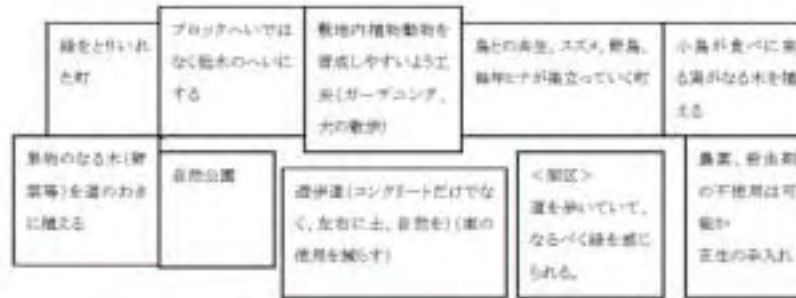 緑をとりいれ
た町
ブロックへいでは
なく低木のへいに
する
敷地内植物動物を
育成しやすいよう工
夫(ガーデニング、
犬の散歩)
鳥との共生、スズメ、野鳥、
毎年ヒナが巣立っていく町
小鳥が食べに来
る実がなる木を植
える
果物のなる木(野
菜等)を道のわき
に植える
自然公園
遊歩道(コンクリートだけでな
く、左右に土、自然を)(車の
使用を減らす)
<街区>
道を歩いていて、
なるべく緑を感じ
られる。
農薬、殺虫剤
の不使用は可
能か
芝生の手入れ